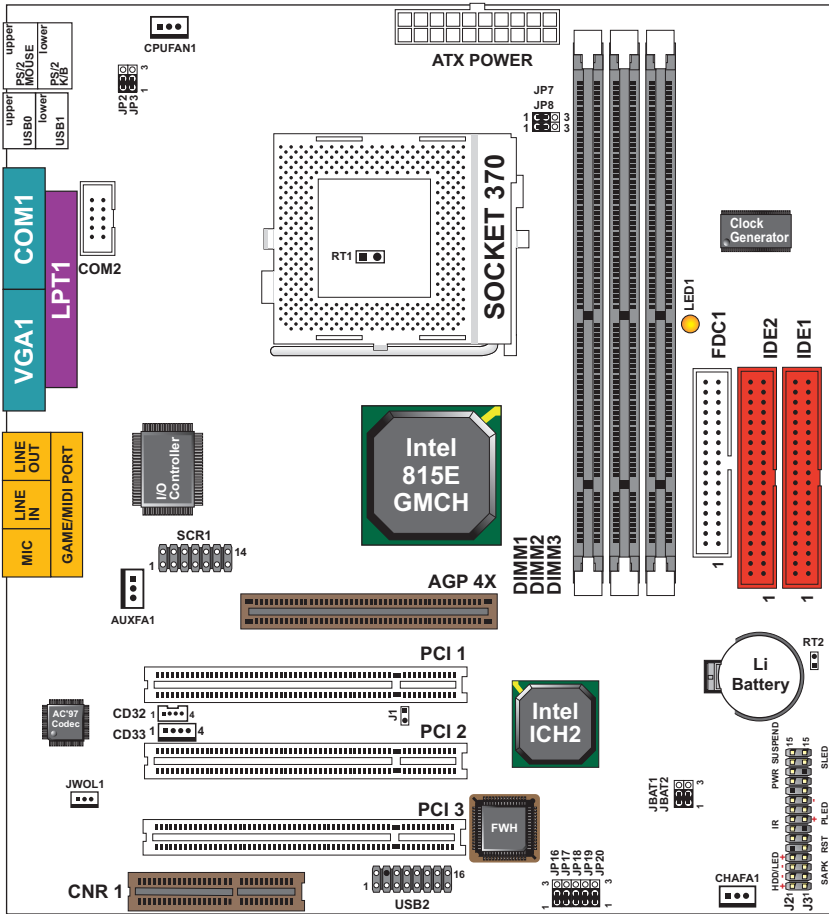 CPUFAN1
ATX POWER
upper
lower
PS/2
MOUSE
PS/2
K/B
upper
lower
USB0
USB1
3
JP2
JP3
1
JP7
JP8
1 3
1 3
COM1
LPT1
VGA1
COM2
RT1
SOCKET 370
Clock
Generator
LED1
FDC1
IDE2
IDE1
LINE
OUT
LINE
IN
MIC
GAME/MIDI PORT
I/O
Controller
Intel
815E
GMCH
SCR1
1 14
AUXFA1
DIMM1
DIMM2
DIMM3
1
1
1
AGP 4X
RT2
Li
Battery
PCI 1
AC'97
Codec
CD32 1 4
CD33 1 4
J1
PCI 2
Intel
ICH2
JWOL1
PCI 3
FWH
JBAT1
JBAT2
3
1
SUSPEND
PWR
IR
HDD/LED
15
15
SLED
PLED
RST
SAPK
- + + - - +
J21
J31
CNR 1
16
1
USB2
JP16
JP17
JP18
JP19
JP20
3 3
1 1
CHAFA1